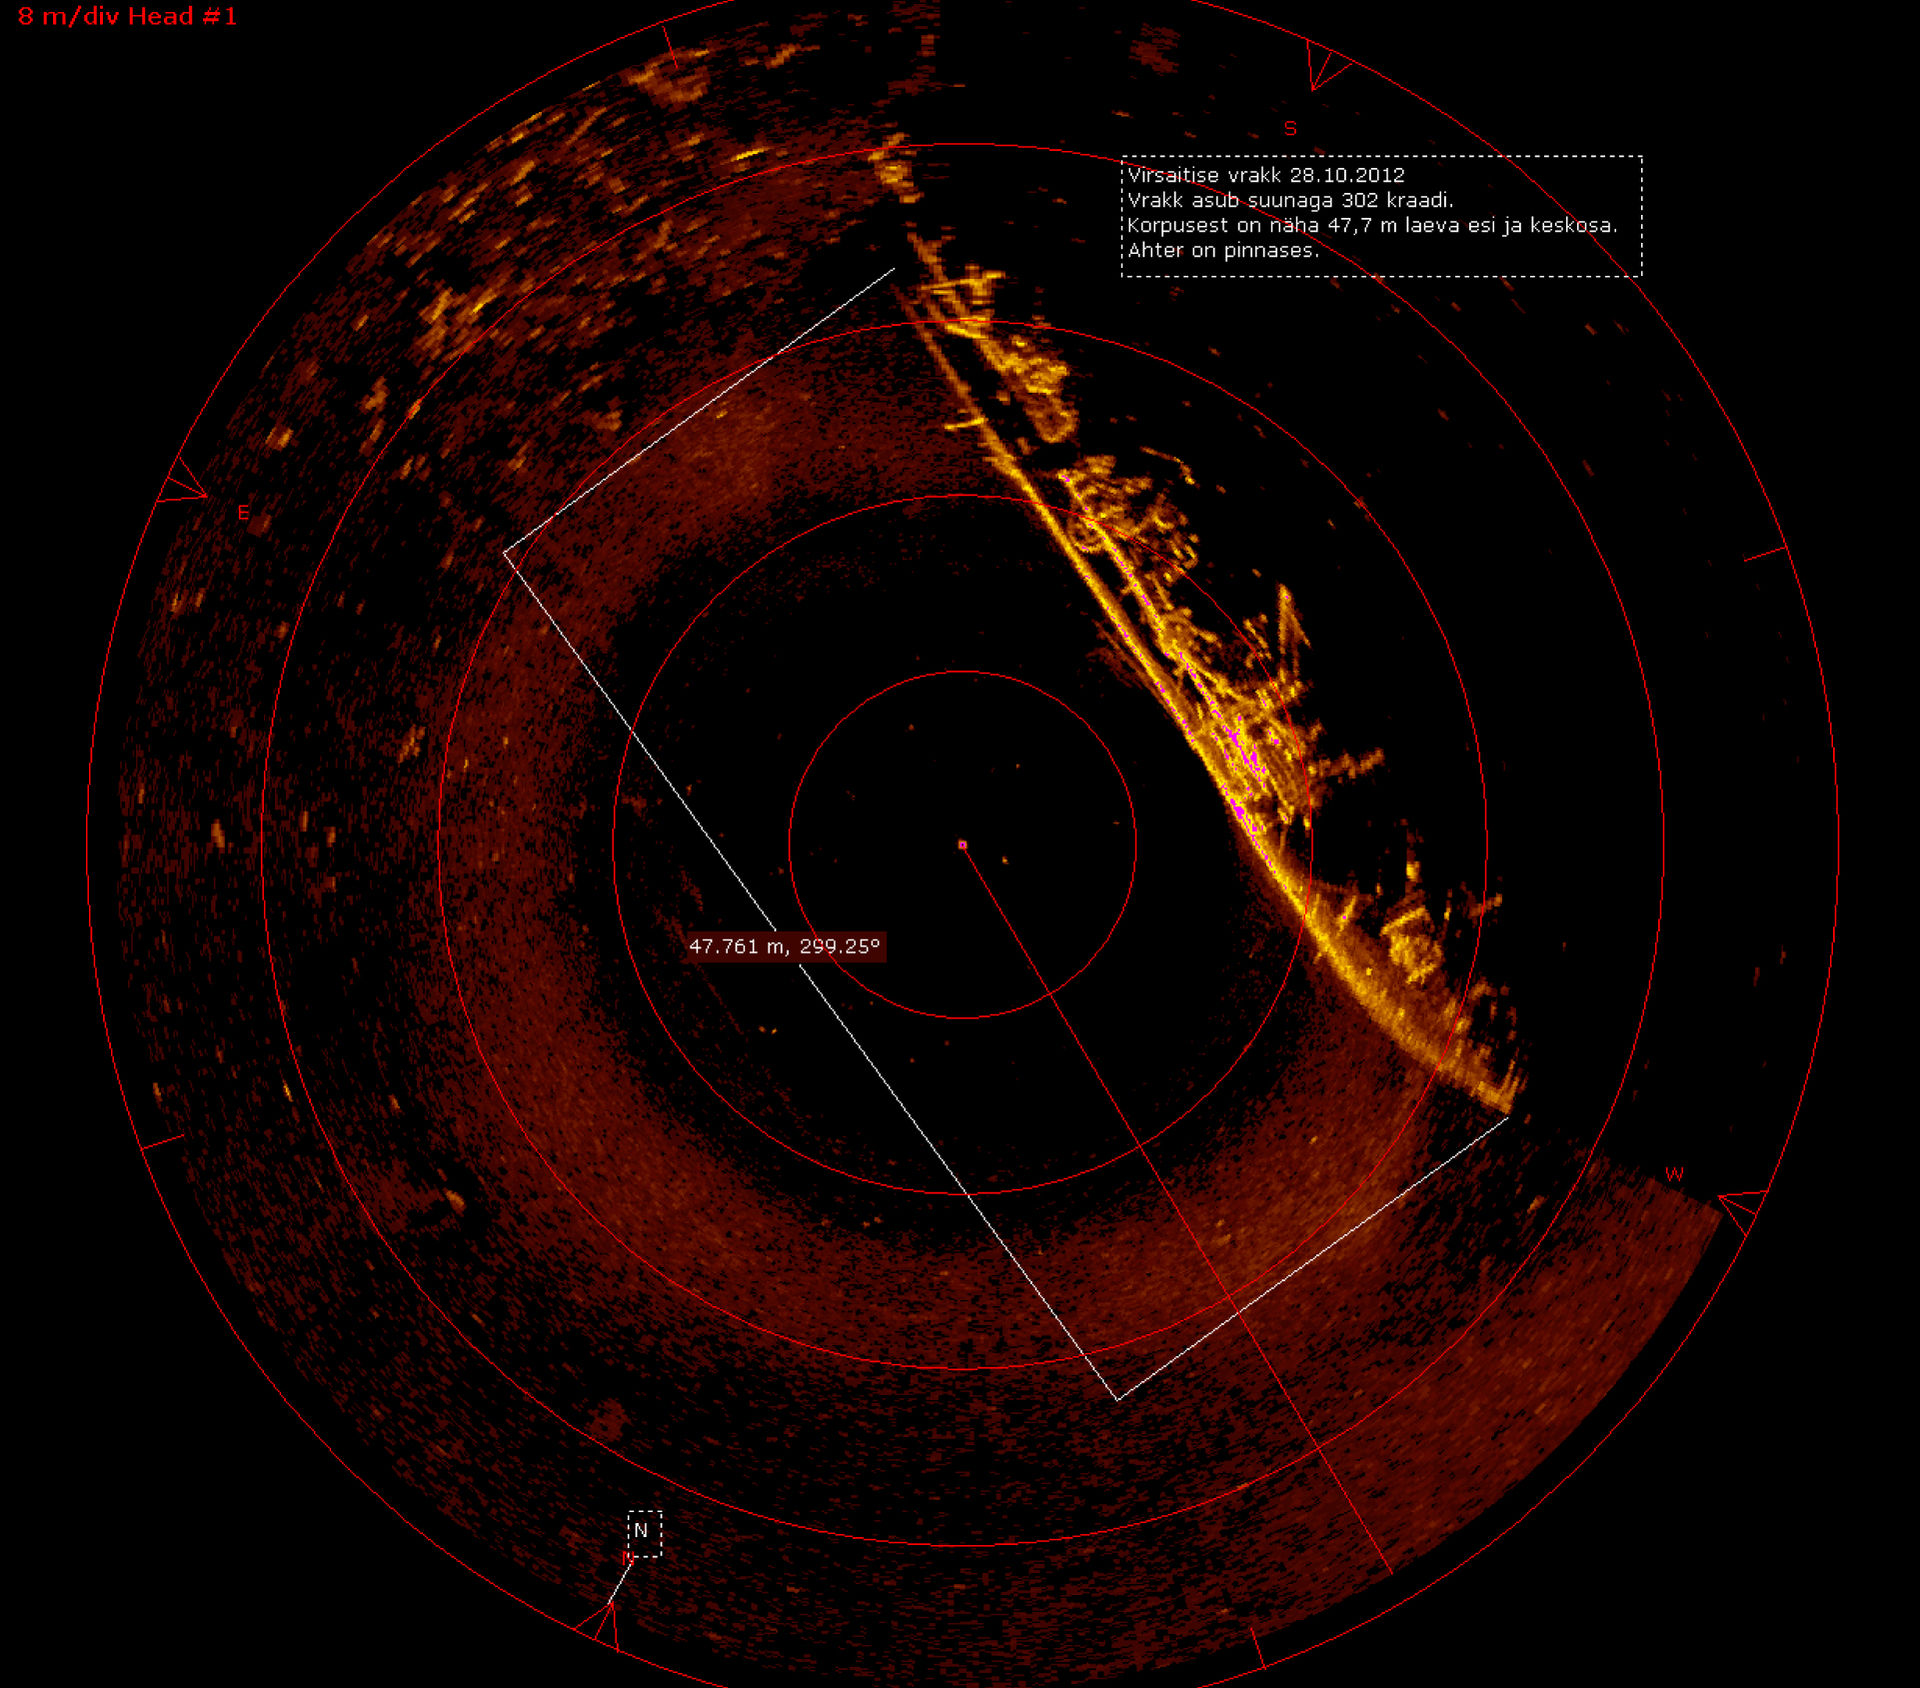 8 m/div Head #1
S
Virsaitise vrakk 28.10.2012
Vrakk asub suunaga 302 kraadi.
Korpusest on näha 47,7 m laeva esi ja keskosa.
Ahter on pinnases.
E
47.761 m, 299.25º
W
N
N